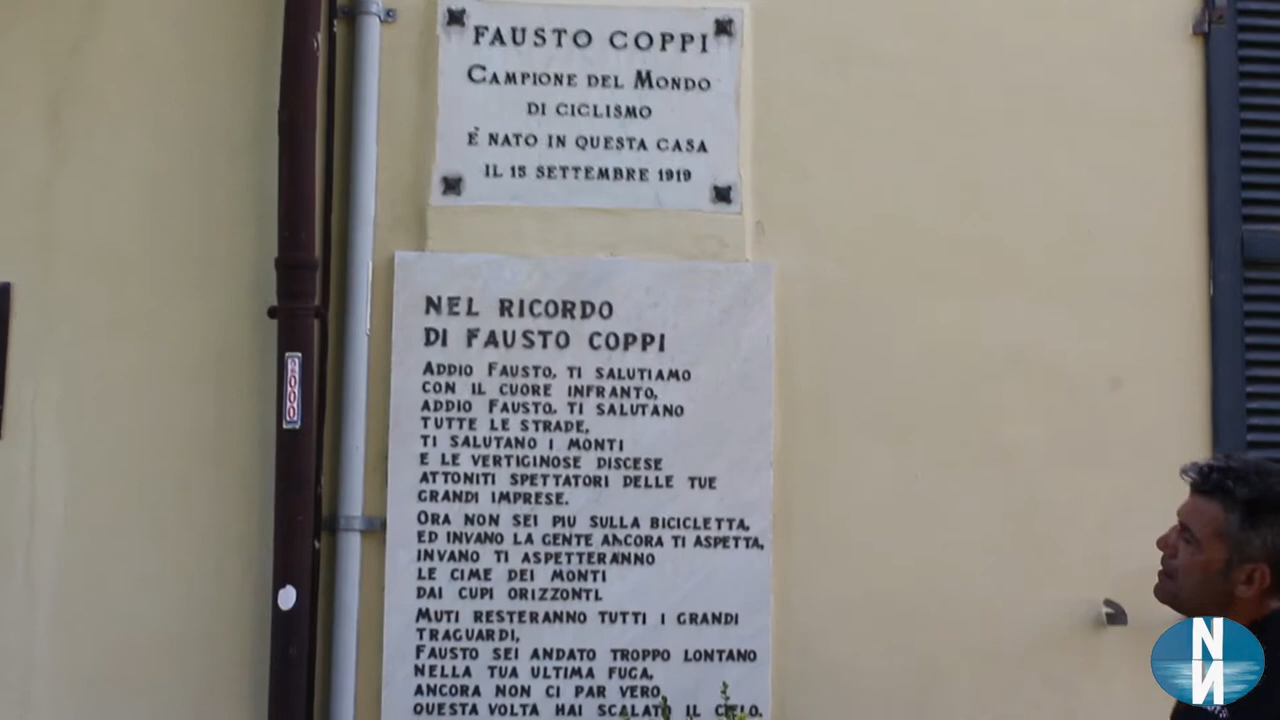 FAUSTO COPPI
CAMPIONE DEL MONDO
DI CICLISMO
È NATO IN QUESTA CASA
IL 15 SETTEMBRE 1919
NEL RICORDO
DI FAUSTO COPPI
ADDIO FAUSTO, TI SALUTIAMO
CON IL CUORE INFRANTO,
ADDIO FAUSTO, TI SALUTANO
TUTTE LE STRADE,
TI SALUTANO I MONTI
E LE VERTIGINOSE DISCESE
ATTONITI SPETTATORI DELLE TUE
GRANDI IMPRESE.
ORA NON SEI PIU SULLA BICICLETTA,
ED INVANO LA GENTE ANCORA TI ASPETTA,
INVANO TI ASPETTERANNO
LE CIME DEI MONTI
DAI CUPI ORIZZONTI.
MUTI RESTERANNO TUTTI I GRANDI
TRAGUARDI,
FAUSTO SEI ANDATO TROPPO LONTANO
NELLA TUA ULTIMA FUGA,
ANCORA NON CI PAR VERO,
QUESTA VOLTA HAI SCALATO IL CIELO.
NN